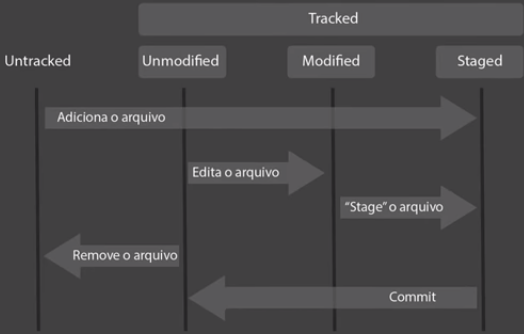 Tracked
Untracked
Unmodified
Modified
Staged
Adiciona o arquivo
Edita o arquivo
“Stage” o arquivo
Remove o arquivo
Commit